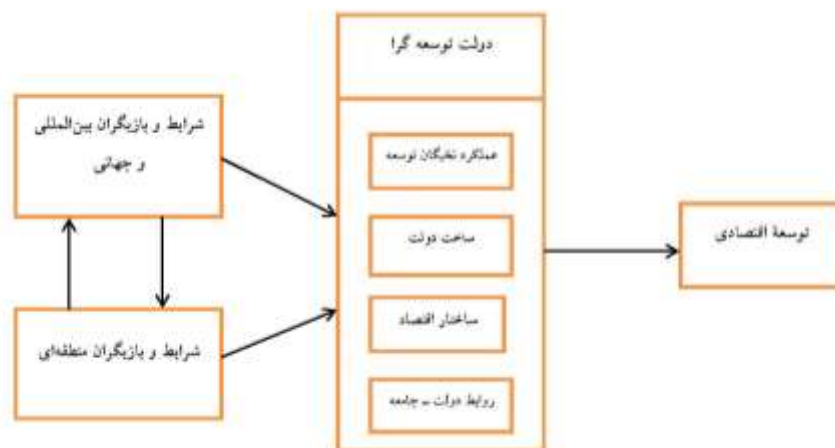 دولت توسعه گرا
شرایط و بازیگران بین‌المللی
و جهانی
عملکرد نخبگان توسعه
ساخت دولت
توسعهٔ اقتصادی
ساختار اقتصاد
شرایط و بازیگران منطقه‌ای
روابط دولت ـ جامعه